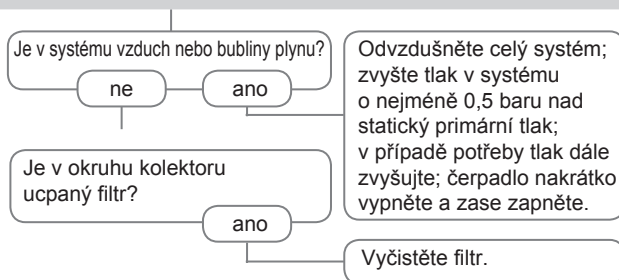 Je v systému vzduch nebo bubliny plynu?
ne
ano
Odvzdušněte celý systém;
zvyšte tlak v systému
o nejméně 0,5 baru nad
statický primární tlak;
v případě potřeby tlak dále
zvyšujte; čerpadlo nakrátko
vypněte a zase zapněte.
Je v okruhu kolektoru
ucpaný filtr?
ano
Vyčistěte filtr.